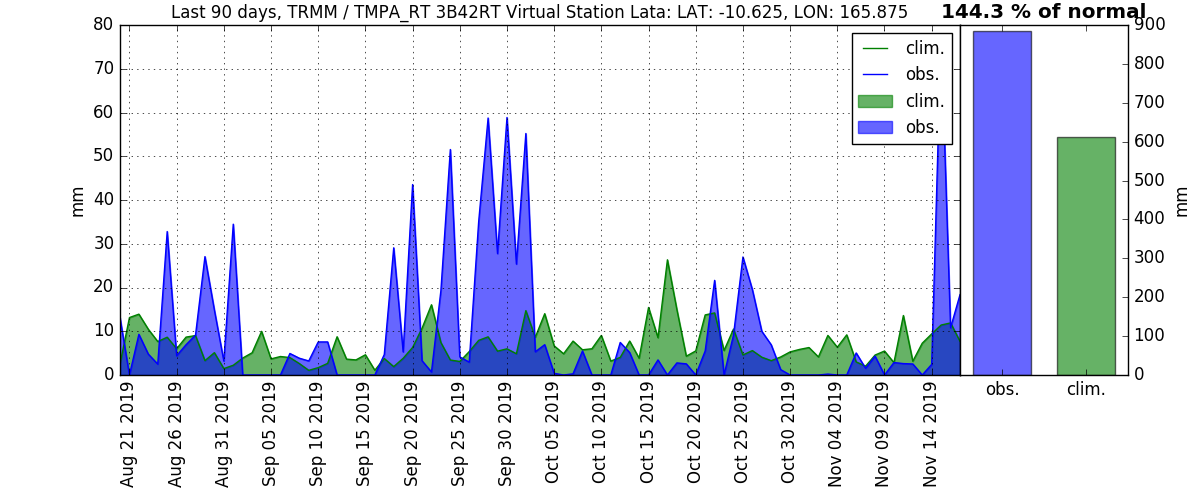 Last 90 days, TRMM / TMPA_RT 3B42RT Virtual Station Lata: LAT: -10.625, LON: 165.875
144.3 % of normal
80
70
60
50
40
30
20
10
0
mm
clim.
obs.
clim.
obs.
Aug 21 2019
Aug 26 2019
Aug 31 2019
Sep 05 2019
Sep 10 2019
Sep 15 2019
Sep 20 2019
Sep 25 2019
Sep 30 2019
Oct 05 2019
Oct 10 2019
Oct 15 2019
Oct 20 2019
Oct 25 2019
Oct 30 2019
Nov 04 2019
Nov 09 2019
Nov 14 2019
900
800
700
600
500
400
300
200
100
0
mm
obs.
clim.